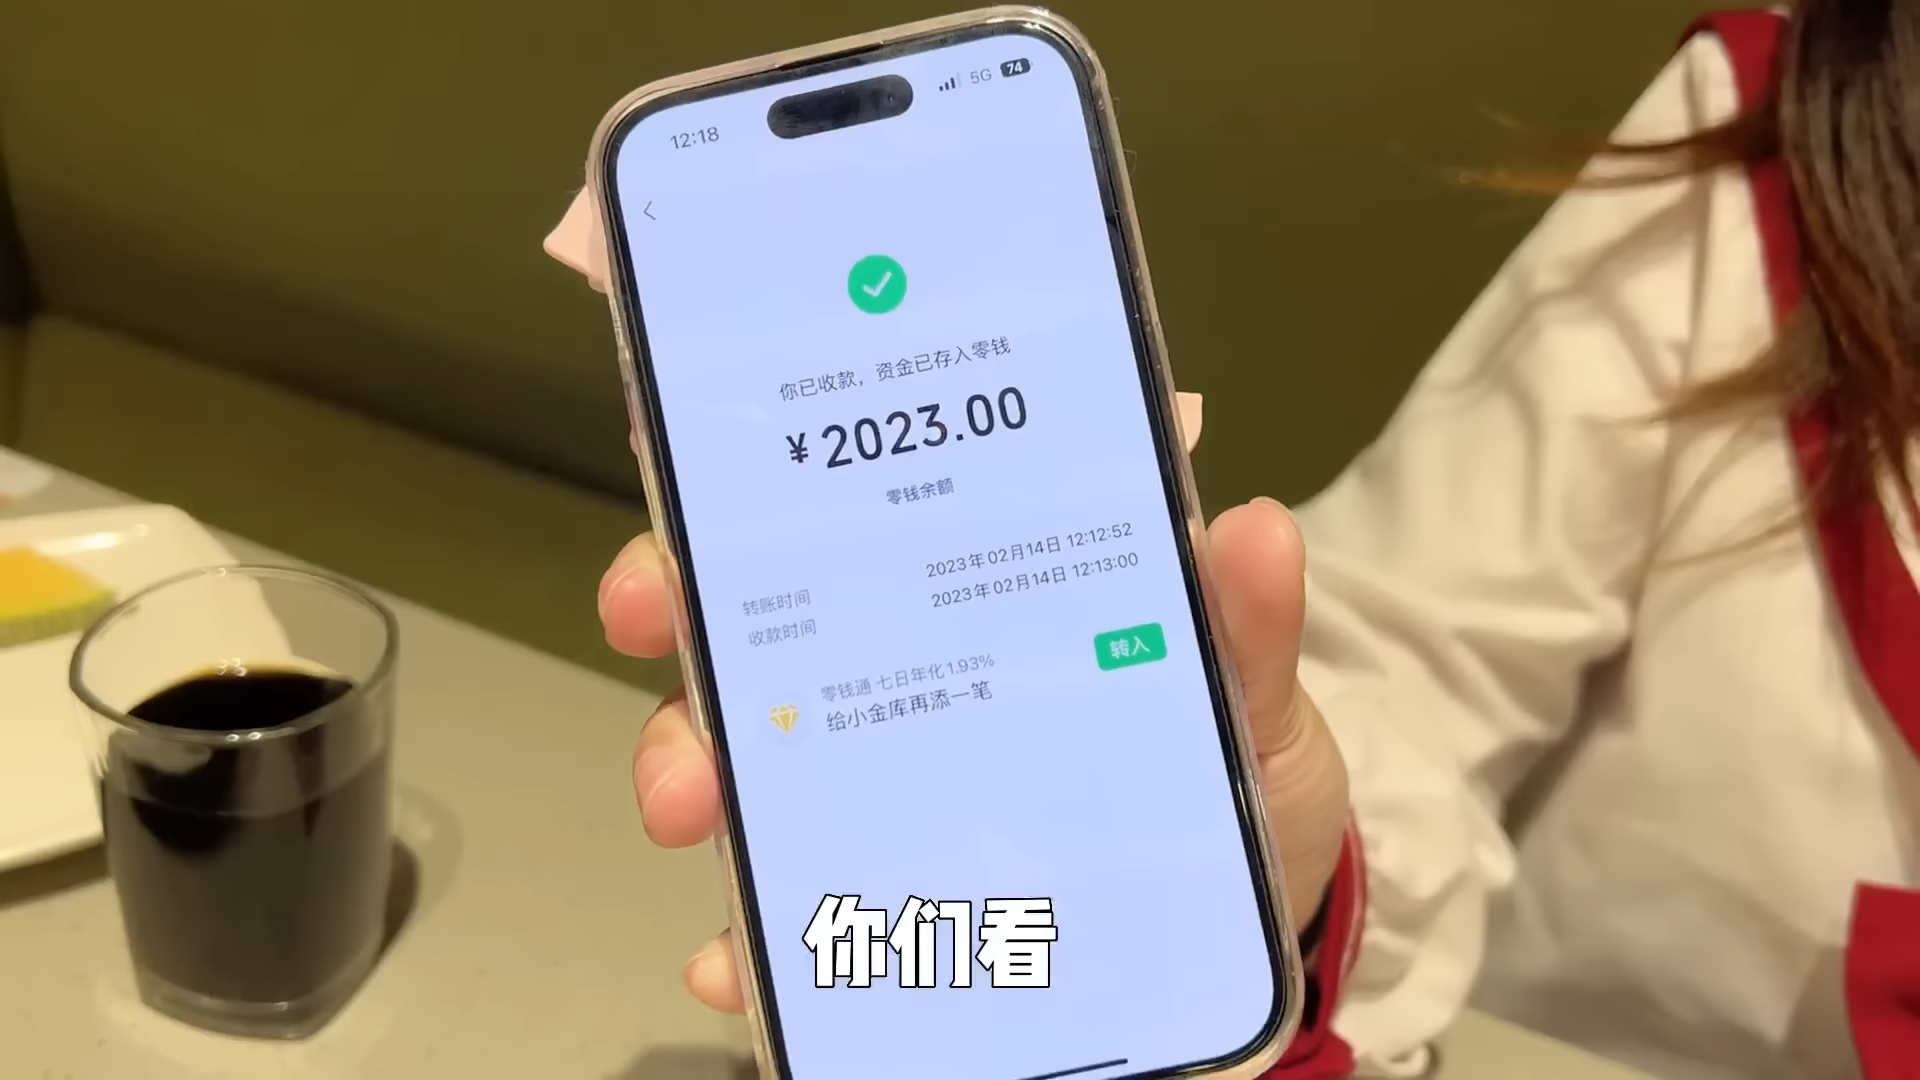 12:18
5G
74
你已收款，资金已存入零钱
¥2023.00
零钱余额
转账时间 2023年02月14日 12:12:52
收款时间 2023年02月14日 12:13:00
零钱通 七日年化1.93%
给小金库再添一笔
转入
你们看